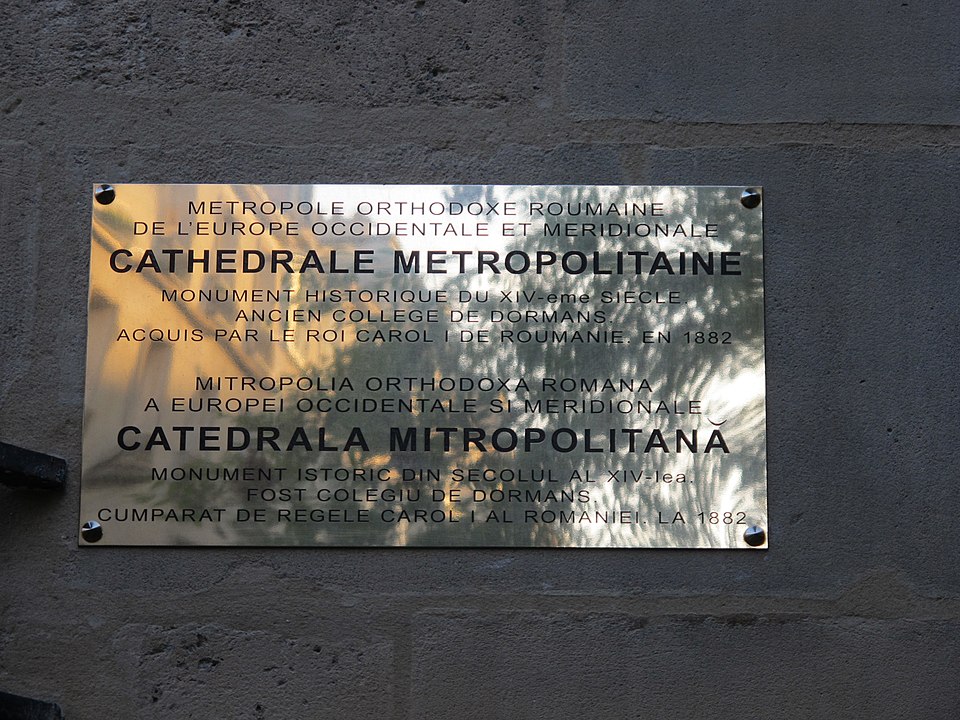 METROPOLE ORTHODOXE ROUMAINE
DE L'EUROPE OCCIDENTALE ET MERIDIONALE
CATHEDRALE METROPOLITAINE
MONUMENT HISTORIQUE DU XIV-eme SIECLE,
ANCIEN COLLEGE DE DORMANS,
ACQUIS PAR LE ROI CAROL I DE ROUMANIE, EN 1882
MITROPOLIA ORTHODOXA ROMANA
A EUROPEI OCCIDENTALE SI MERIDIONALE
CATEDRALA MITROPOLITANĂ
MONUMENT ISTORIC DIN SECOLUL AL XIV-lea,
FOST COLEGIU DE DORMANS,
CUMPARAT DE REGELE CAROL I AL ROMANIEI, LA 1882